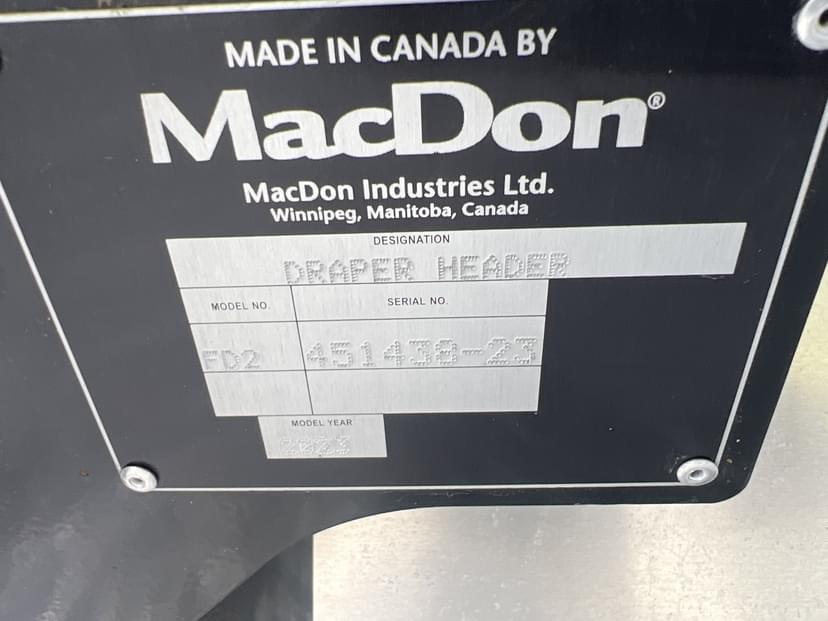 MADE IN CANADA BY
MacDon®
MacDon Industries Ltd.
Winnipeg, Manitoba, Canada
DESIGNATION
DRAPER HEADER
MODEL NO. SERIAL NO.
FD2 451438-23
MODEL YEAR
2023